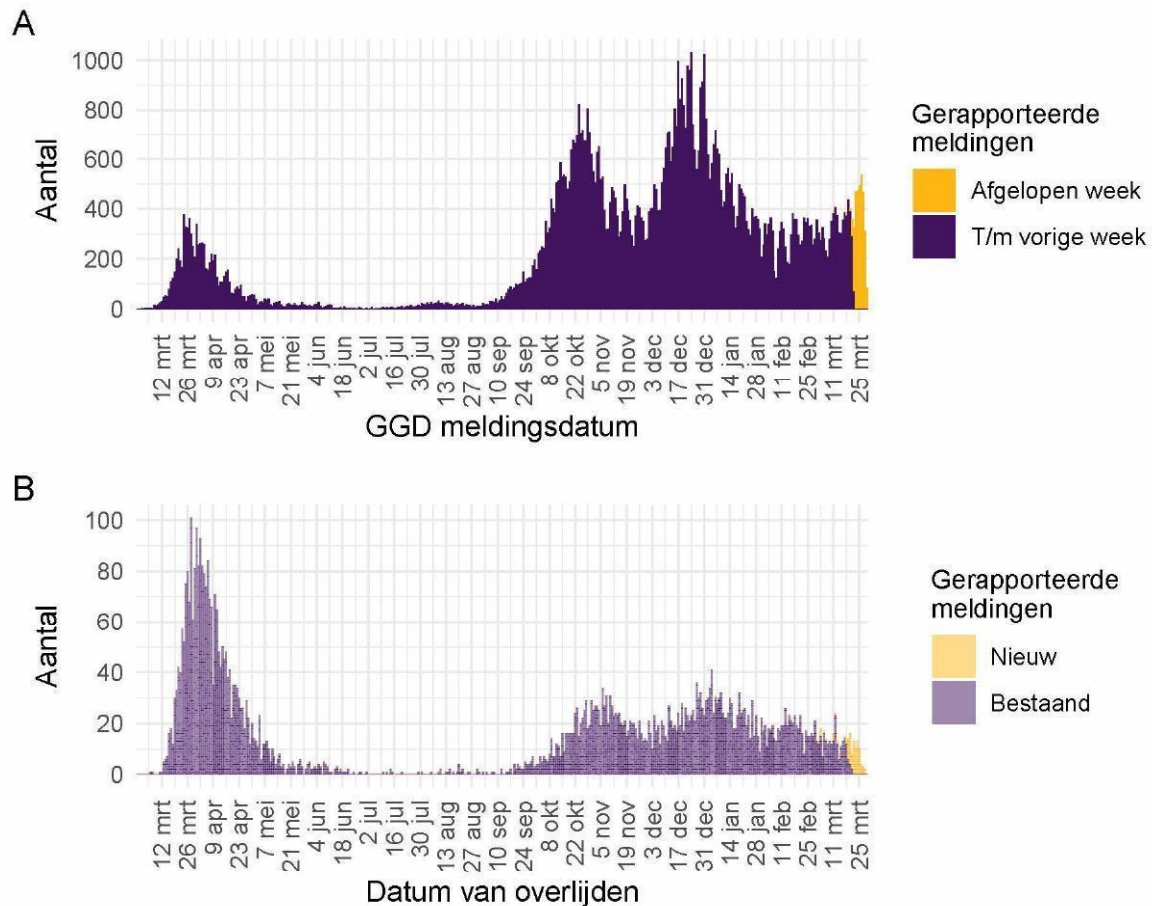 A
1000
800
600
400
200
0
Aantal
12 mrt
26 mrt
9 apr
23 apr
7 mei
21 mei
4 jun
18 jun
2 jul
16 jul
30 jul
13 aug
27 aug
10 sep
24 sep
8 okt
22 okt
5 nov
19 nov
3 dec
17 dec
31 dec
14 jan
28 jan
11 feb
25 feb
11 mrt
25 mrt
GGD meldingsdatum
Gerapporteerde
meldingen
Afgelopen week
T/m vorige week
B
100
80
60
40
20
0
Aantal
12 mrt
26 mrt
9 apr
23 apr
7 mei
21 mei
4 jun
18 jun
2 jul
16 jul
30 jul
13 aug
27 aug
10 sep
24 sep
8 okt
22 okt
5 nov
19 nov
3 dec
17 dec
31 dec
14 jan
28 jan
11 feb
25 feb
11 mrt
25 mrt
Datum van overlijden
Gerapporteerde
meldingen
Nieuw
Bestaand